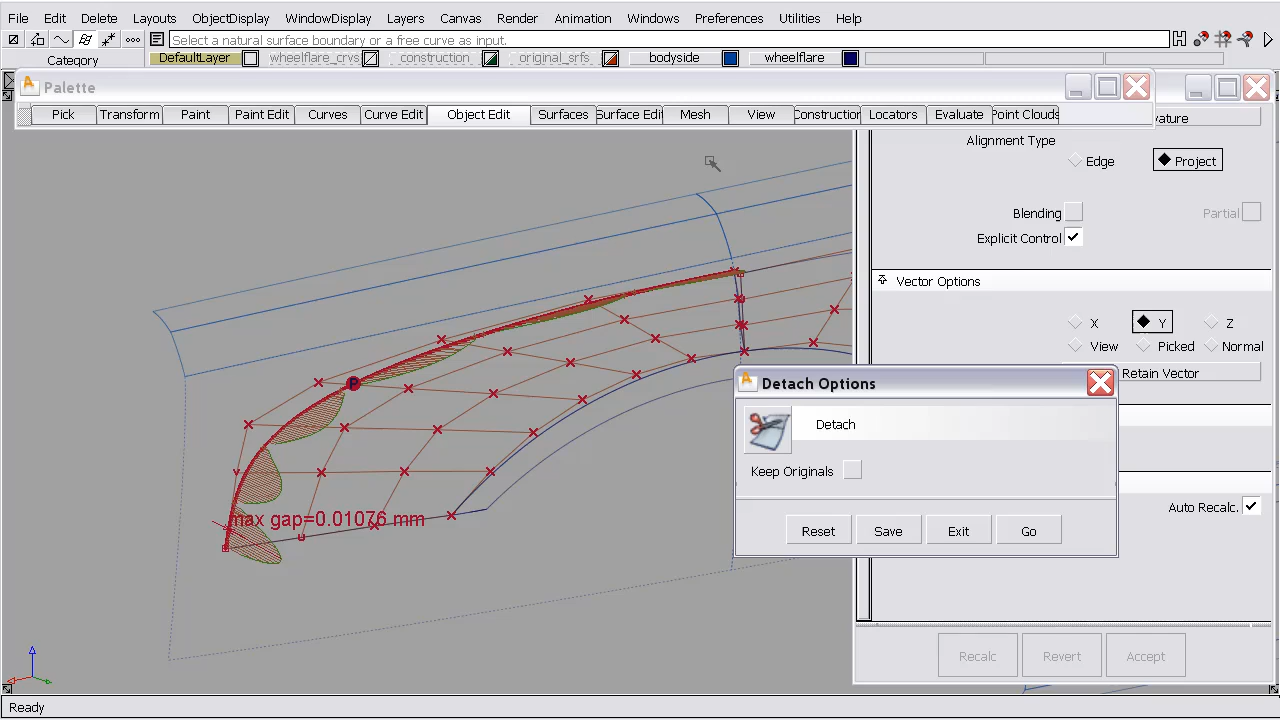 File Edit Delete Layouts ObjectDisplay WindowDisplay Layers Canvas Render Animation Windows Preferences Utilities Help
Select a natural surface boundary or a free curve as input.
Category DefaultLayer wheelflare_crvs construction original_srfs bodyside wheelflare
Palette
Pick Transform Paint Paint Edit Curves Curve Edit Object Edit Surfaces Surface Edit Mesh View Construction Locators Evaluate Point Clouds
vature
Alignment Type
Edge Project
Blending Partial
Explicit Control
Vector Options
X Y Z
View Picked Normal
Retain Vector
P
Detach Options
Detach
Keep Originals
v
Auto Recalc.
max gap=0.01076 mm
u
Reset Save Exit Go
Recalc Revert Accept
Ready